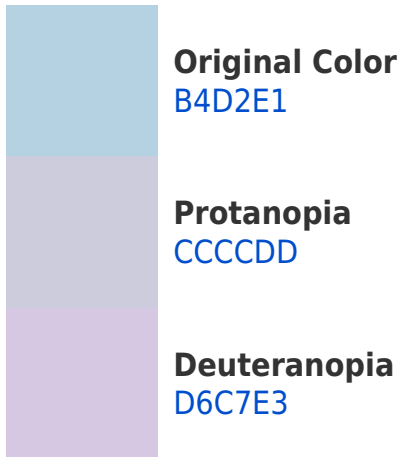 Original Color
B4D2E1
Protanopia
CCCCDD
Deuteranopia
D6C7E3